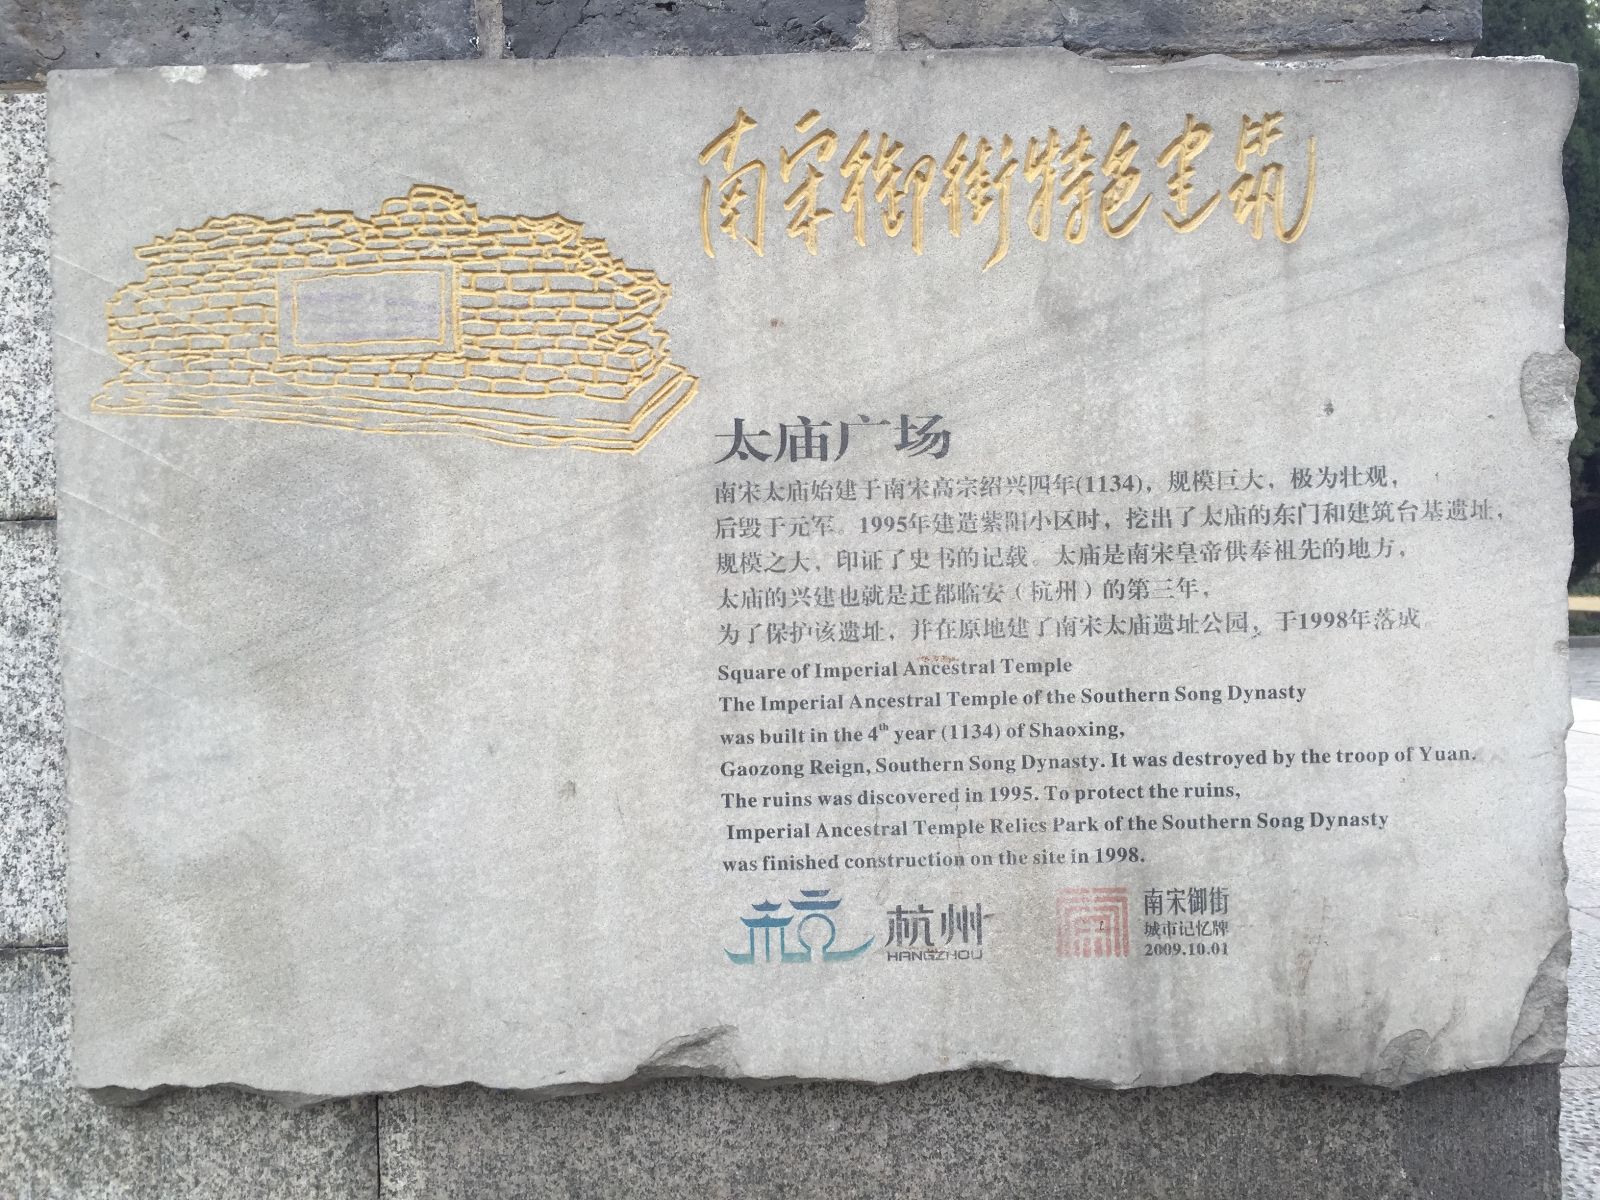 南宋御街特色建筑
太庙广场
南宋太庙始建于南宋高宗绍兴四年(1134)，规模巨大，极为壮观，
后毁于元军。1995年建造紫阳小区时，挖出了太庙的东门和建筑台基遗址，
规模之大，印证了史书的记载。太庙是南宋皇帝供奉祖先的地方，
太庙的兴建也就是迁都临安（杭州）的第三年，
为了保护该遗址，并在原地建了南宋太庙遗址公园，于1998年落成。
Square of Imperial Ancestral Temple
The Imperial Ancestral Temple of the Southern Song Dynasty
was built in the 4th year (1134) of Shaoxing,
Gaozong Reign, Southern Song Dynasty. It was destroyed by the troop of Yuan.
The ruins was discovered in 1995. To protect the ruins,
Imperial Ancestral Temple Relics Park of the Southern Song Dynasty
was finished construction on the site in 1998.
杭州
HANGZHOU
南宋御街
城市记忆牌
2009.10.01